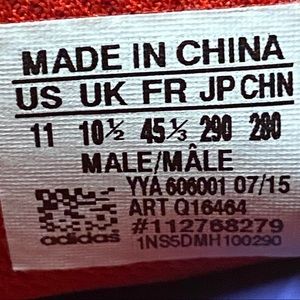 MADE IN CHINA
US UK FR JP CHN
11 10½ 45⅓ 290 280
MALE/MÂLE
YYA 606001 07/15
ART Q16464
#112768279
adidas 1NS5DMH100290